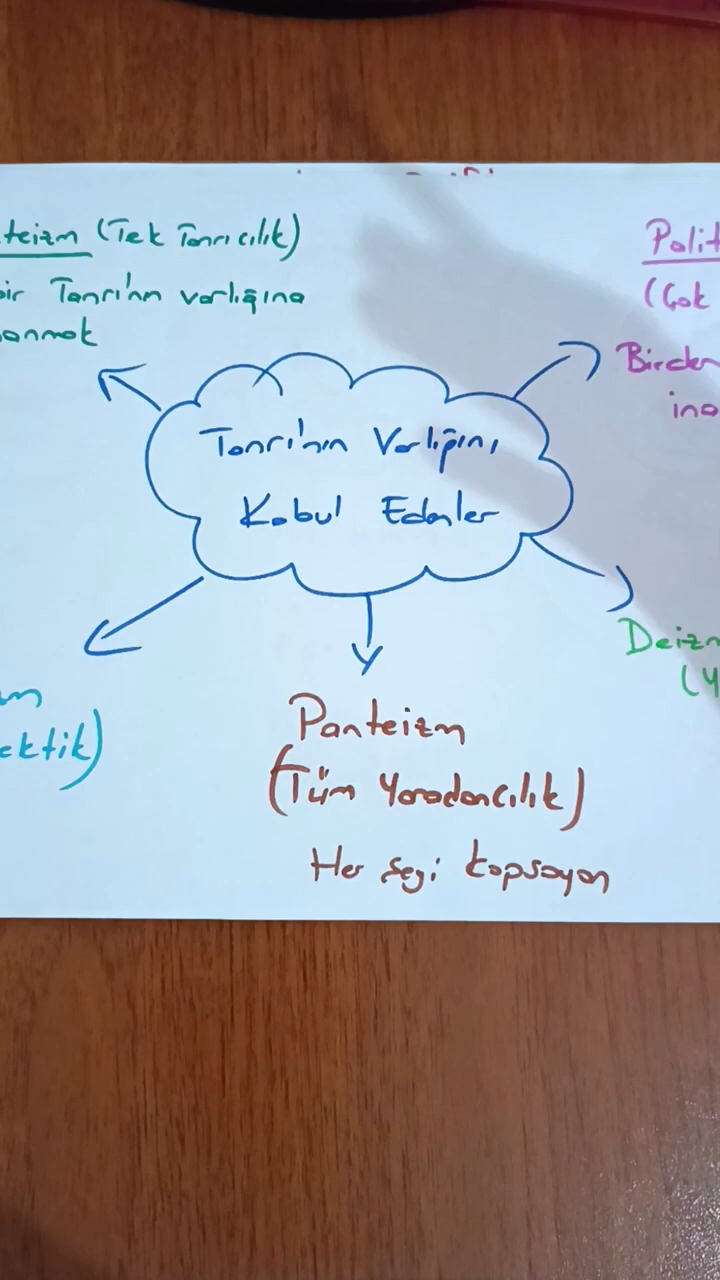 teizm (Tek Tanrıcılık)
bir Tanrı'nın varlığına
anmak
Polit
(Çok
Birden
ina
Tanrı'nın Varlığını
Kabul Edenler
Deizm
(Y
m
ektik)
Panteizm
(Tüm Yaradancılık)
Her şeyi kapsayan